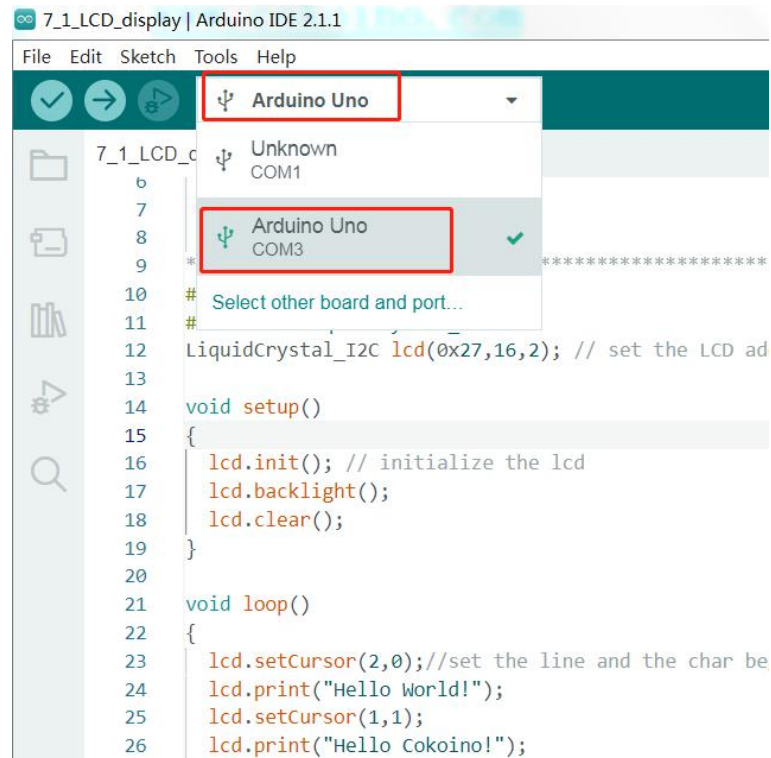 7_1_LCD_display | Arduino IDE 2.1.1
File Edit Sketch Tools Help
Arduino Uno
7_1_LCD_d
Unknown
COM1
6
7
Arduino Uno
8
COM3
9 * *********************
10 #
Select other board and port...
11 #
12 LiquidCrystal_I2C lcd(0x27,16,2); // set the LCD ad
13
14 void setup()
15 {
16 lcd.init(); // initialize the lcd
17 lcd.backlight();
18 lcd.clear();
19 }
20
21 void loop()
22 {
23 lcd.setCursor(2,0);//set the line and the char be
24 lcd.print("Hello World!");
25 lcd.setCursor(1,1);
26 lcd.print("Hello Cokoino!");